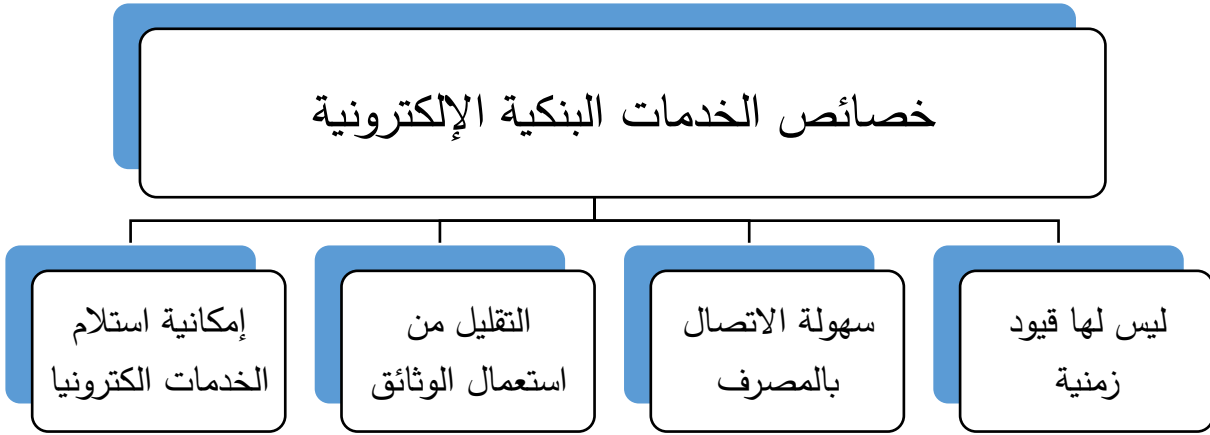 خصائص الخدمات البنكية الإلكترونية
ليس لها قيود
زمنية
سهولة الاتصال
بالمصرف
التقليل من
استعمال الوثائق
إمكانية استلام
الخدمات الكترونيا